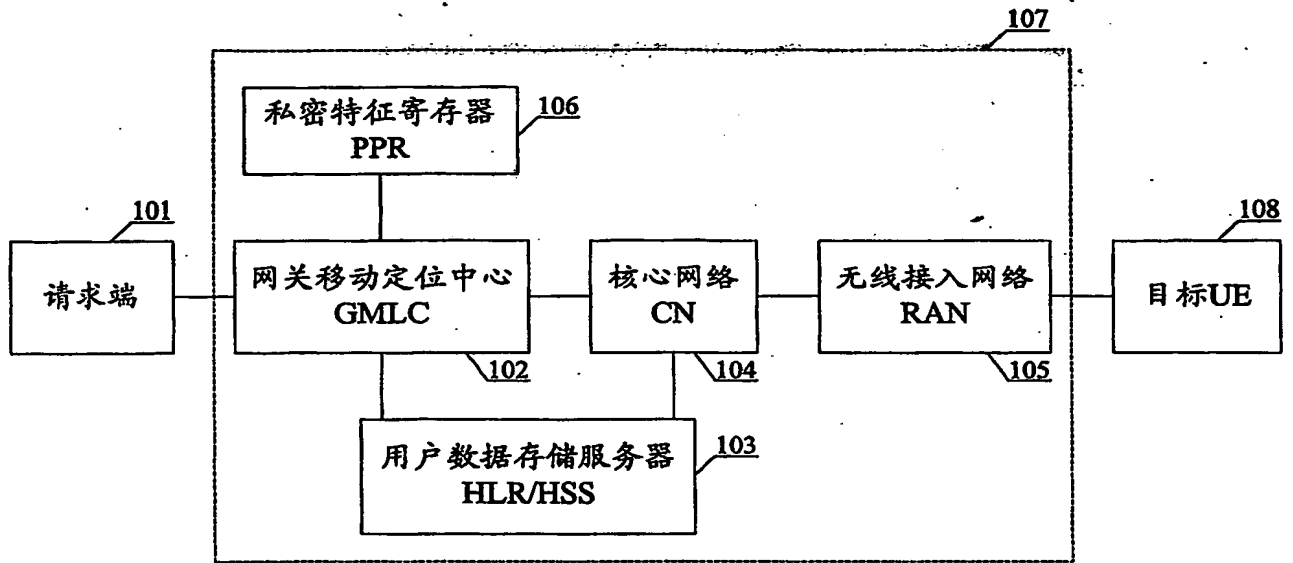 107
私密特征寄存器
PPR
106
101
请求端
网关移动定位中心
GMLC
102
核心网络
CN
104
无线接入网络
RAN
105
108
目标UE
用户数据存储服务器
HLR/HSS
103